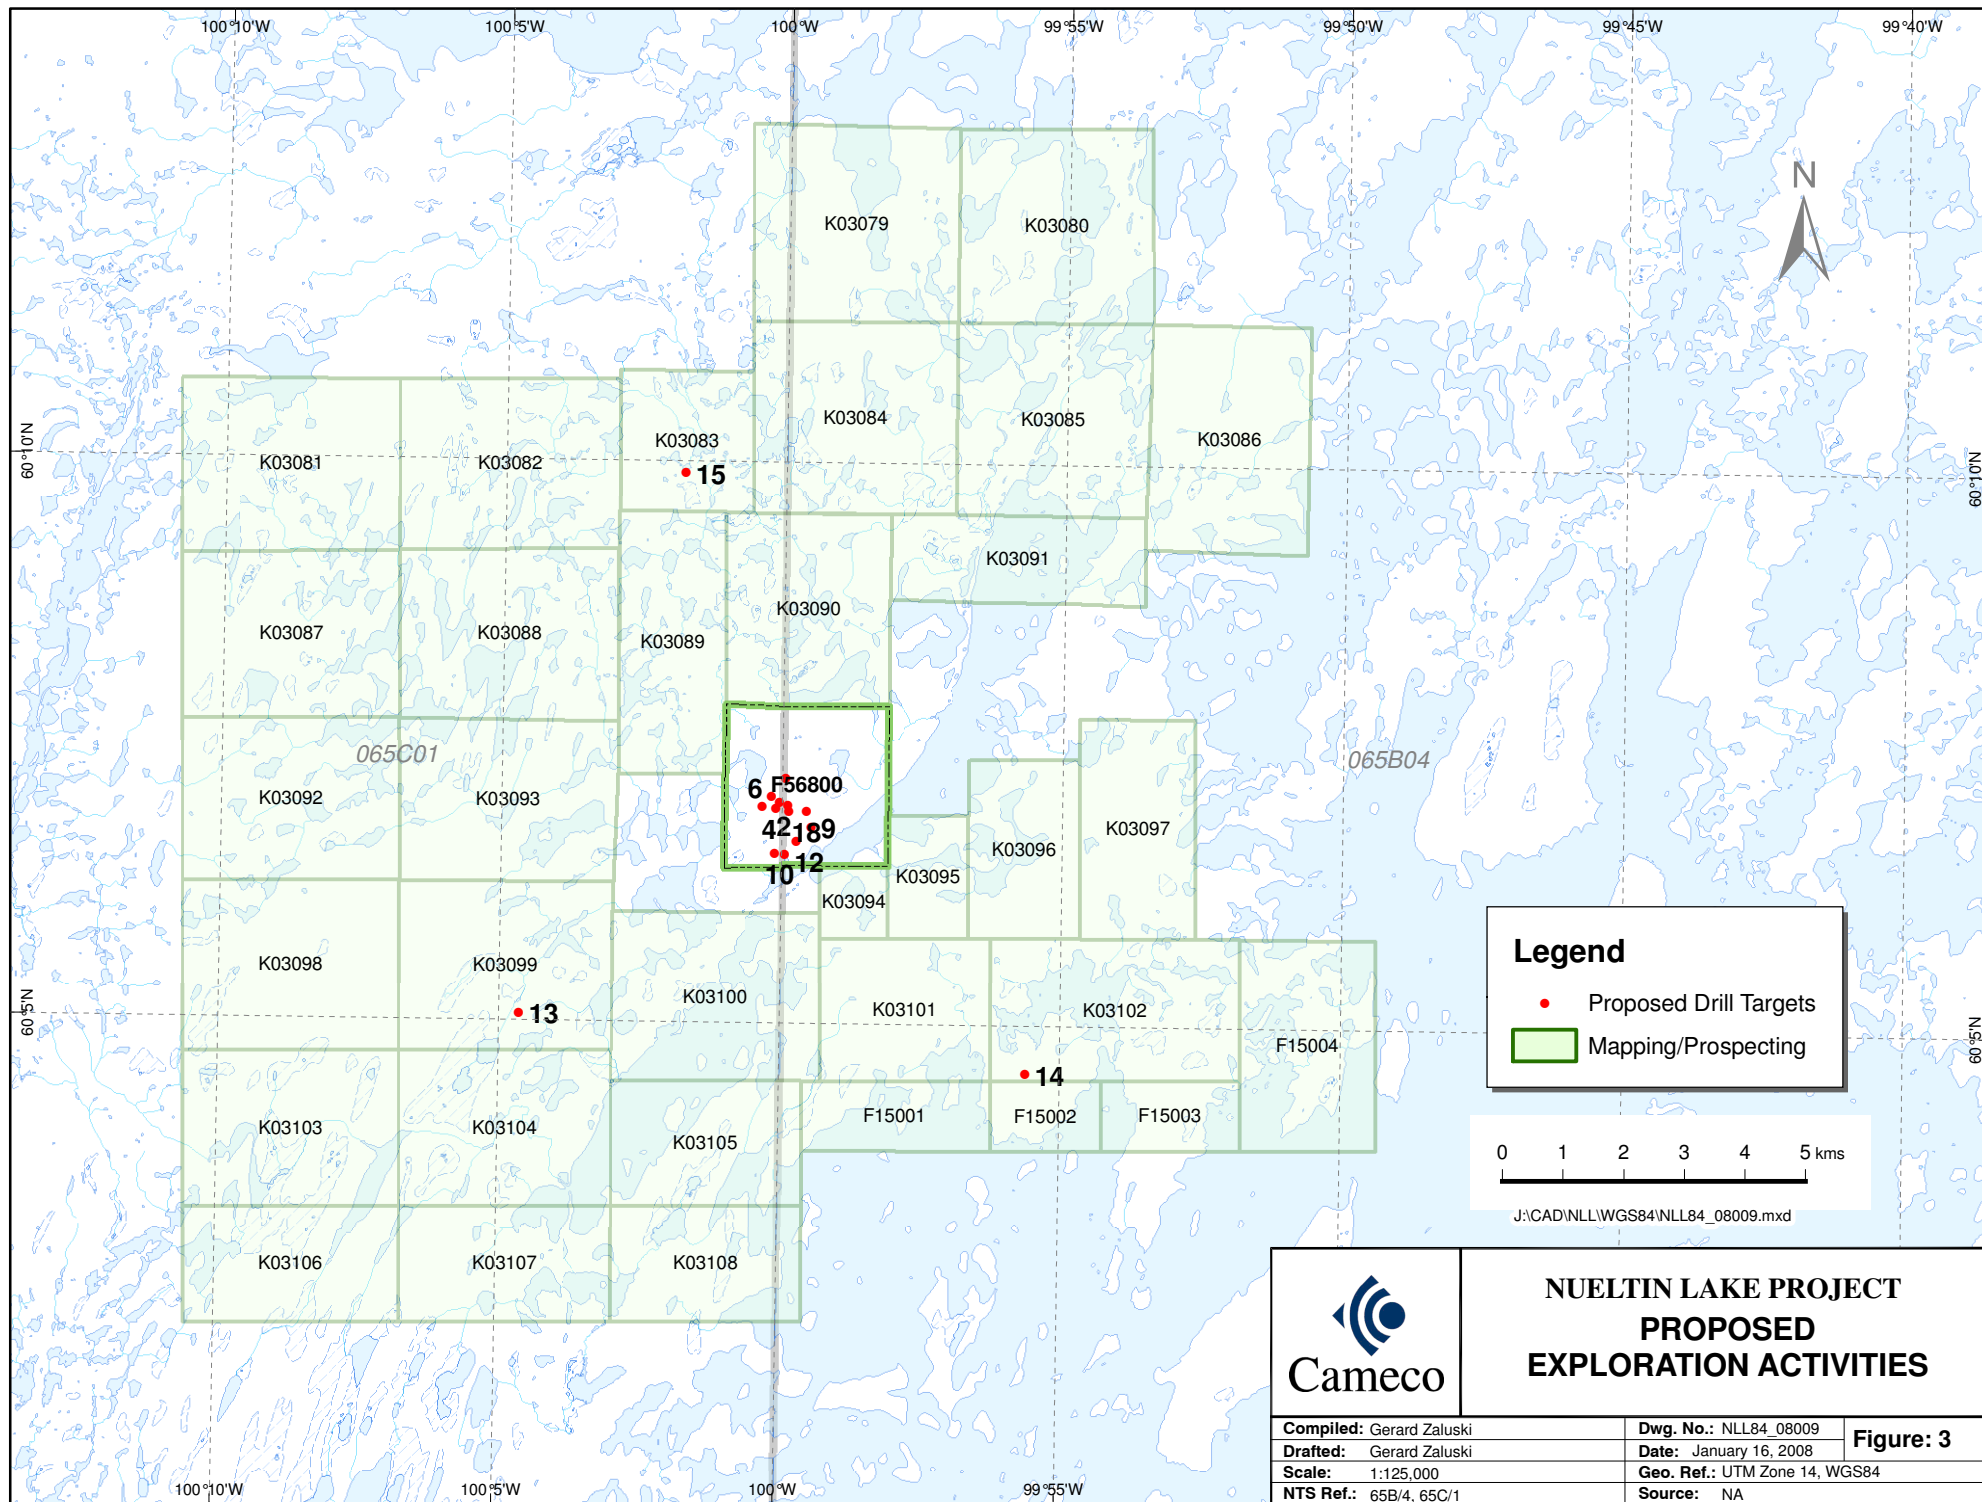 100°10'W 100°5'W 100°W 99°55'W 99°50'W 99°45'W 99°40'W
N
K03079
K03080
60°10'N
60°10'N
K03081
K03082
K03083
K03084
K03085
K03086
15
K03087
K03088
K03089
K03090
K03091
065C01
065B04
K03092
K03093
6
F56800
42
189
12
10
K03094
K03095
K03096
K03097
K03098
K03099
13
K03100
K03101
K03102
14
F15004
60°5'N
60°5'N
K03103
K03104
K03105
F15001
F15002
F15003
K03106
K03107
K03108
Legend
Proposed Drill Targets
Mapping/Prospecting
0 1 2 3 4 5 kms
J:\CAD\NLL\WGS84\NLL84_08009.mxd
Cameco
NUELTIN LAKE PROJECT
PROPOSED
EXPLORATION ACTIVITIES
Compiled: Gerard Zaluski
Dwg. No.: NLL84_08009
Figure: 3
Drafted: Gerard Zaluski
Date: January 16, 2008
Scale: 1:125,000
Geo. Ref.: UTM Zone 14, WGS84
NTS Ref.: 65B/4, 65C/1
Source: NA
100°10'W 100°5'W 100°W 99°55'W